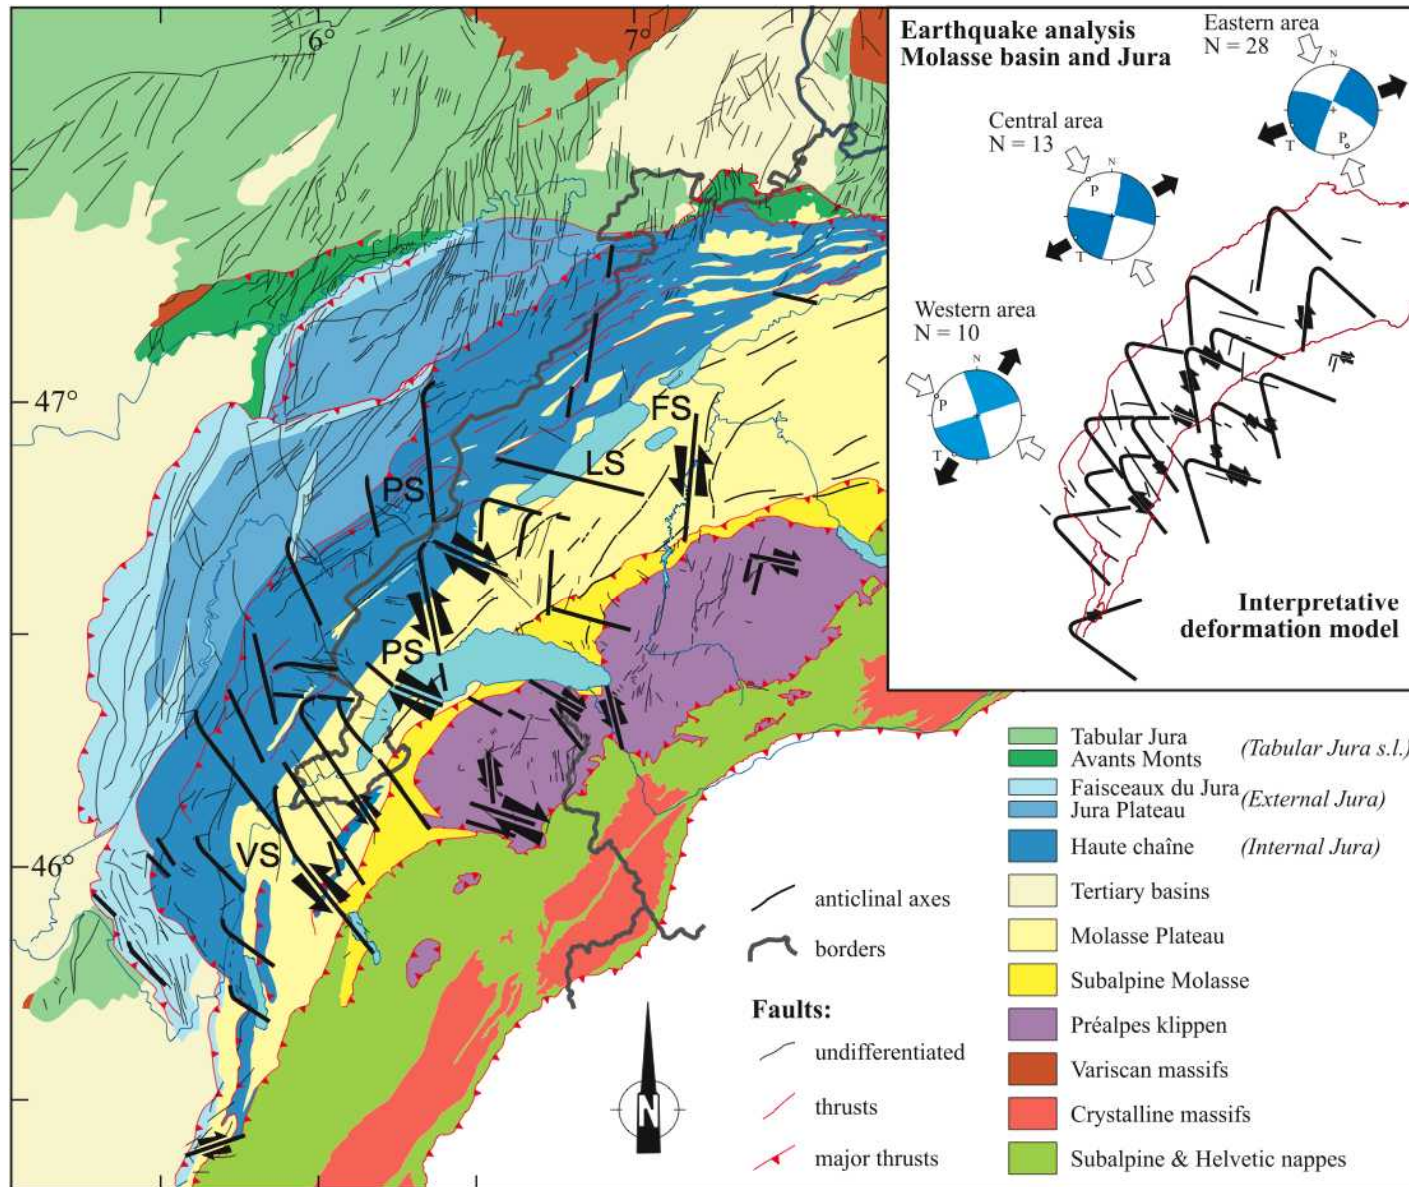 6°
7°
47°
46°
FS
LS
PS
PS
VS
Earthquake analysis
Molasse basin and Jura
Eastern area
N = 28
N
T
P
Central area
N = 13
N
P
T
Western area
N = 10
N
P
T
Interpretative
deformation model
anticlinal axes
borders
Faults:
undifferentiated
thrusts
major thrusts
N
Tabular Jura
Avants Monts
(Tabular Jura s.l.)
Faisceaux du Jura
Jura Plateau
(External Jura)
Haute chaîne
(Internal Jura)
Tertiary basins
Molasse Plateau
Subalpine Molasse
Préalpes klippen
Variscan massifs
Crystalline massifs
Subalpine & Helvetic nappes